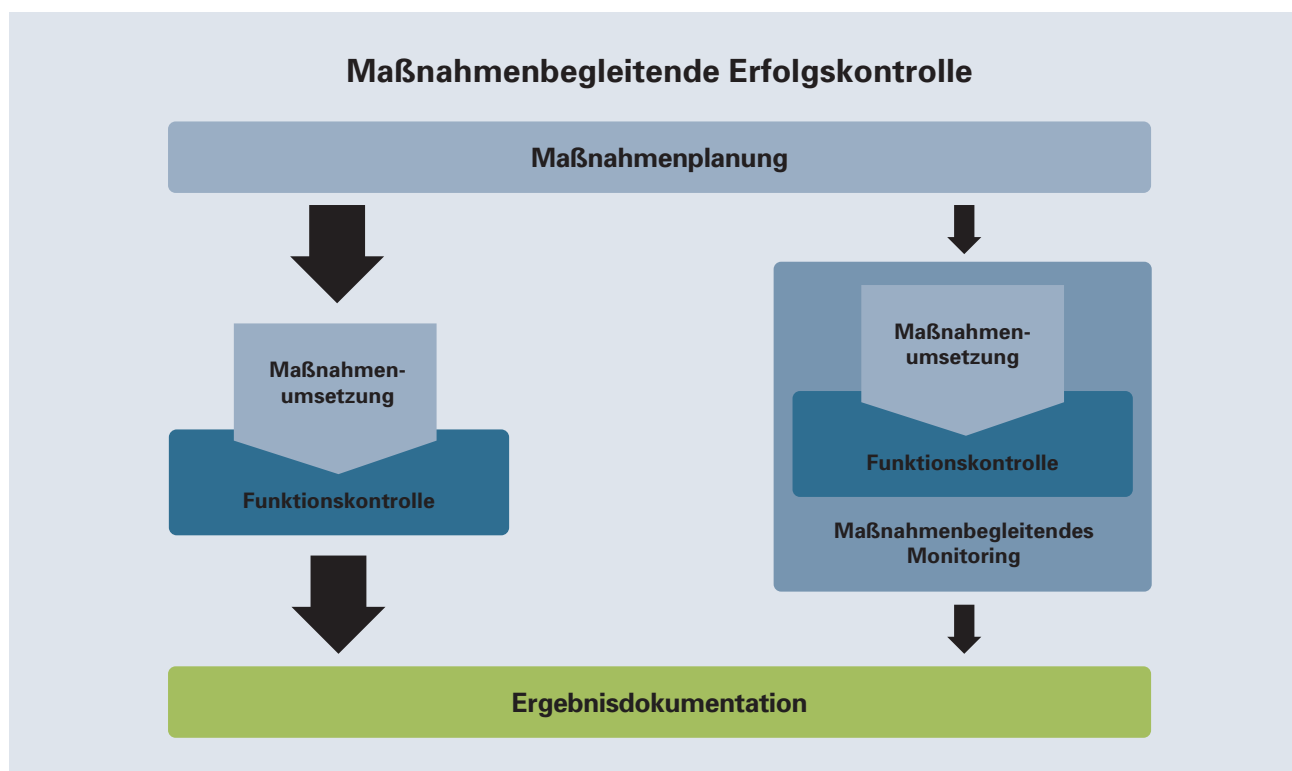 Maßnahmenbegleitende Erfolgskontrolle
Maßnahmenplanung
Maßnahmen-
umsetzung
Funktionskontrolle
Maßnahmen-
umsetzung
Funktionskontrolle
Maßnahmenbegleitendes
Monitoring
Ergebnisdokumentation